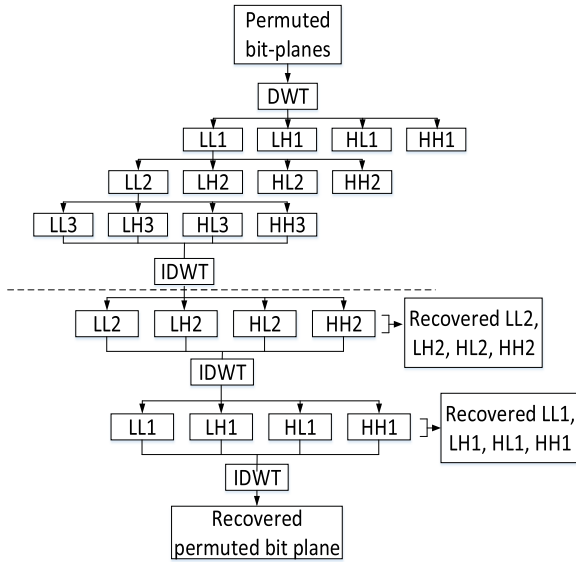 Permuted
bit-planes
DWT
LL1 LH1 HL1 HH1
LL2 LH2 HL2 HH2
LL3 LH3 HL3 HH3
IDWT
LL2 LH2 HL2 HH2
Recovered LL2,
LH2, HL2, HH2
IDWT
LL1 LH1 HL1 HH1
Recovered LL1,
LH1, HL1, HH1
IDWT
Recovered
permuted bit plane